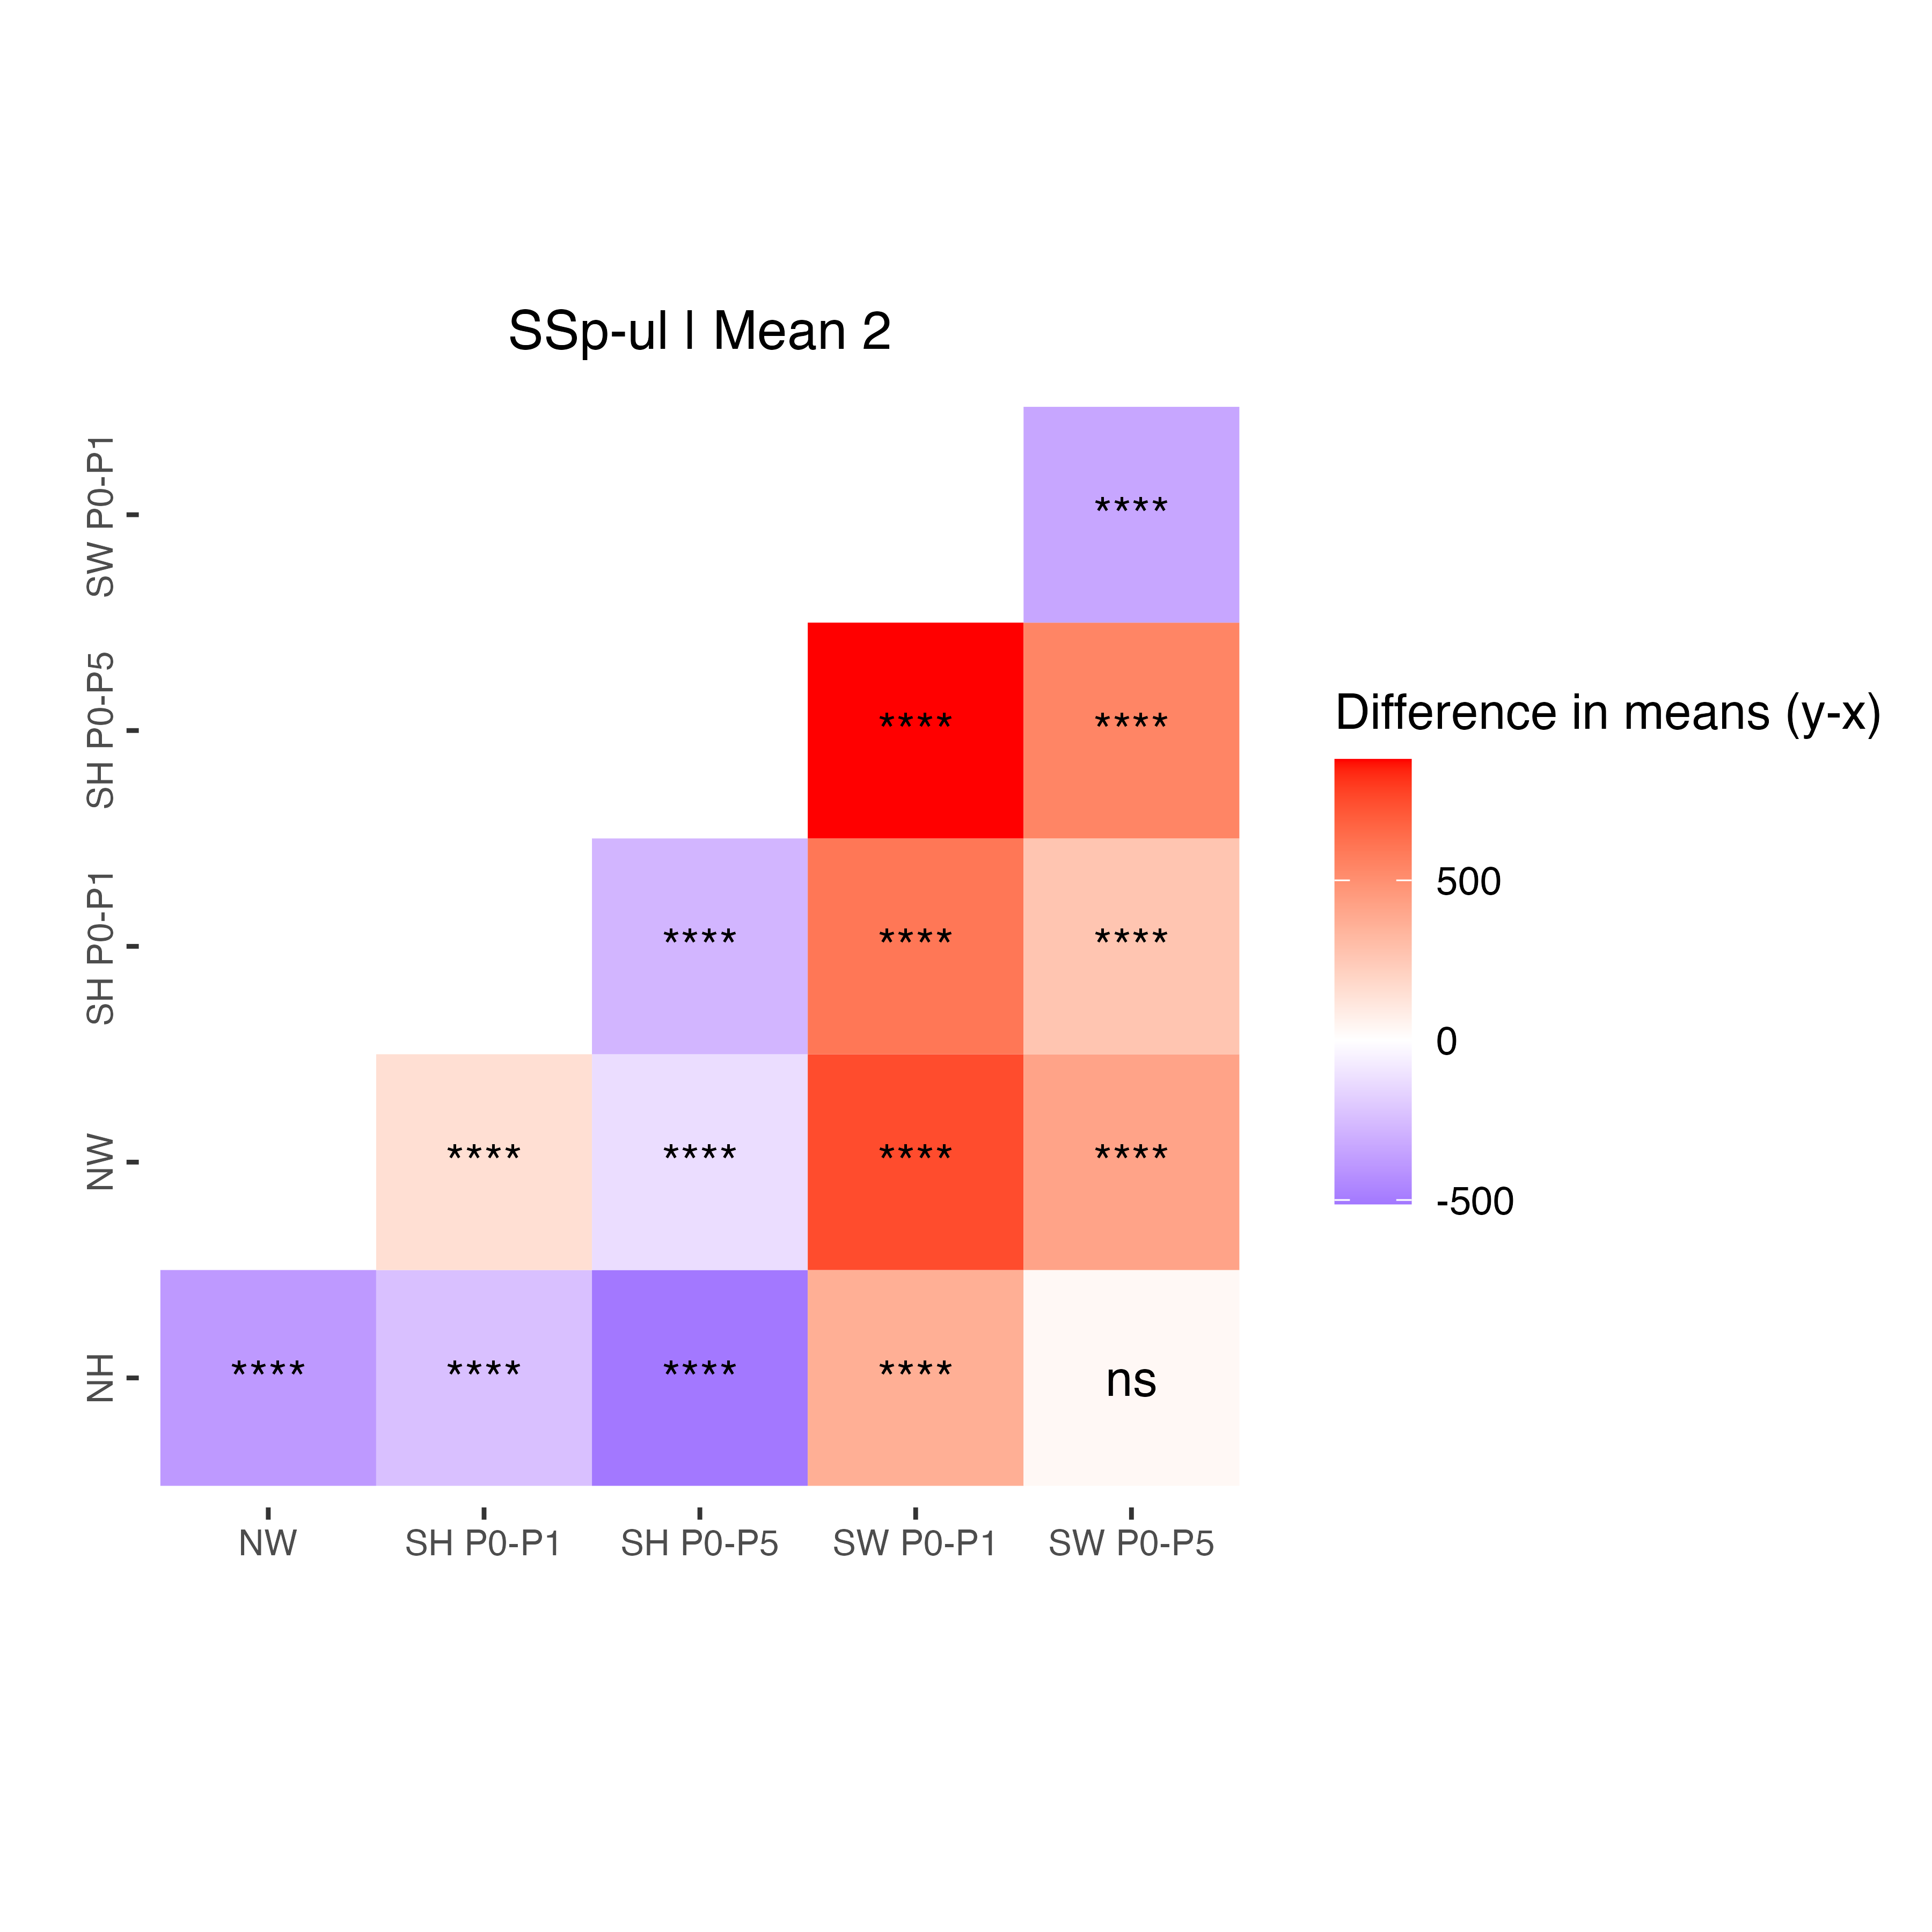 SSp-ul | Mean 2
SW P0-P1
****
SH P0-P5
**** ****
Difference in means (y-x)
SH P0-P1
**** **** ****
500
0
-500
NW
**** **** **** ****
NH
**** **** **** **** ns
NW SH P0-P1 SH P0-P5 SW P0-P1 SW P0-P5